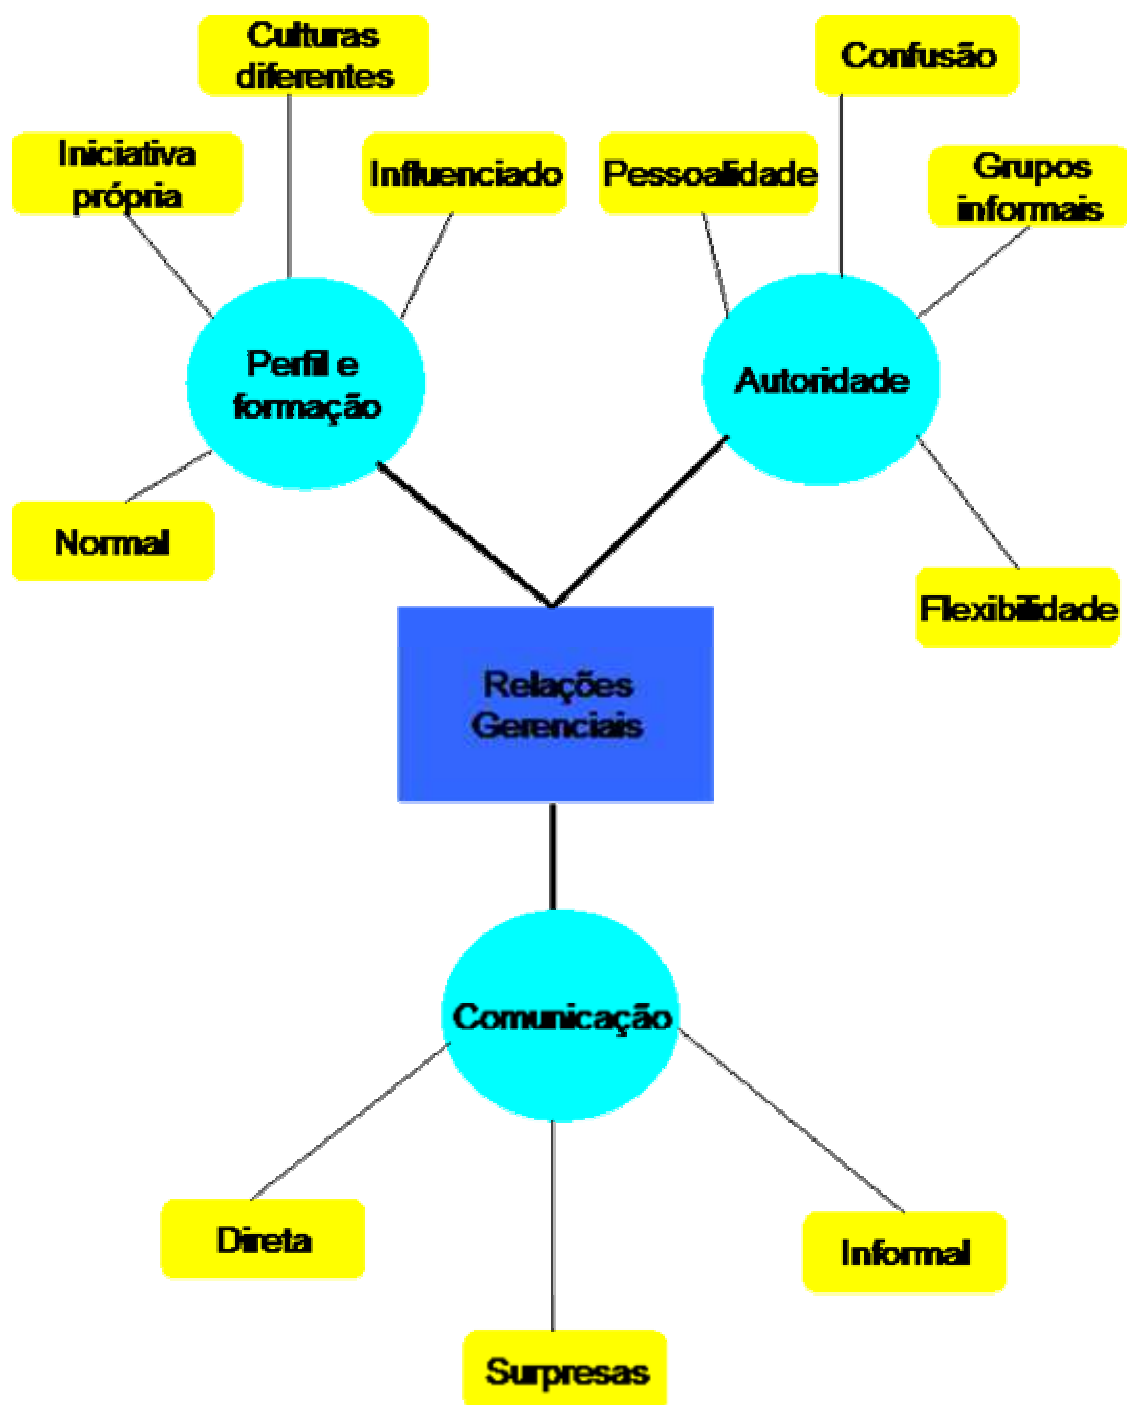 Culturas
diferentes
Confusão
Iniciativa
própria
Influenciado
Pessoalidade
Grupos
informais
Perfil e
formação
Autoridade
Normal
Flexibilidade
Relações
Gerenciais
Comunicação
Direta
Informal
Surpresas